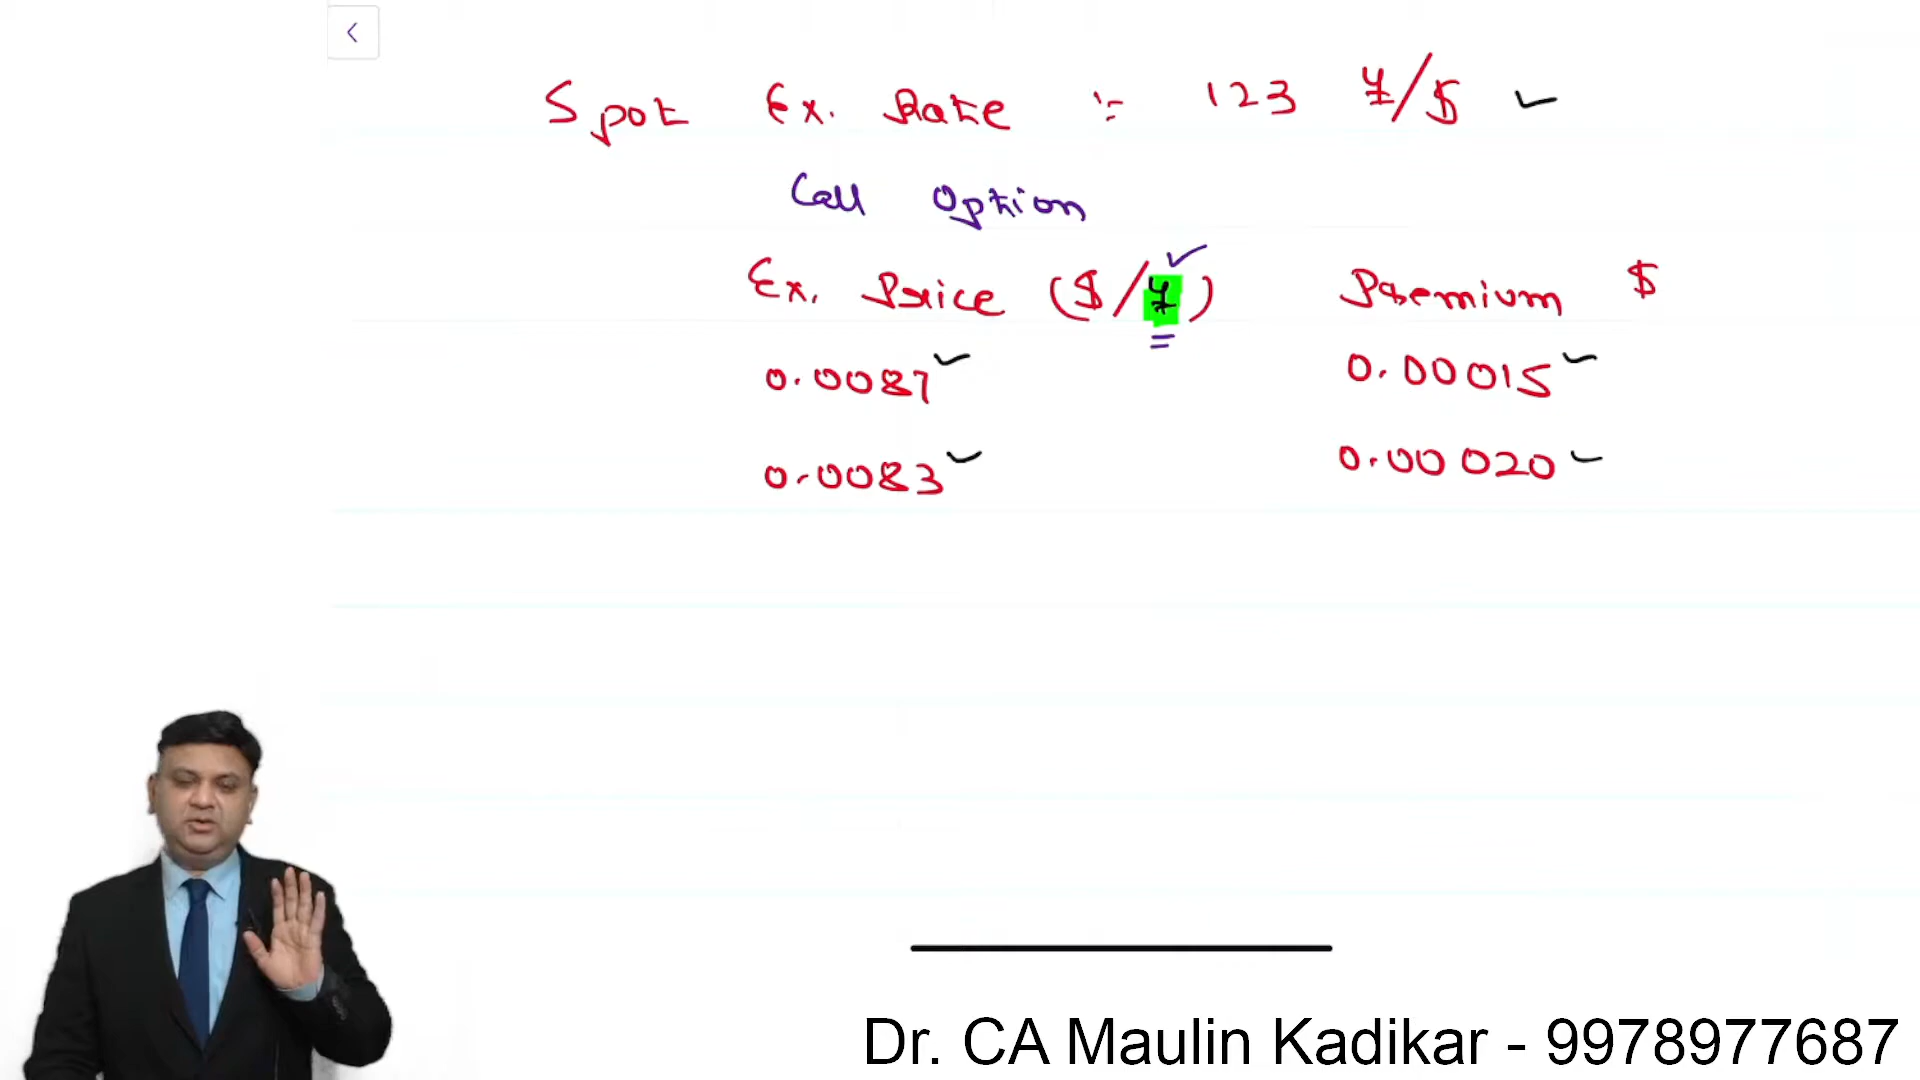 Spot Ex. Rate := 123 ¥/$ ✓
Call Option
Ex. Price ($/¥) ✓ Premium $
0.0087 ✓ 0.00015 ✓
0.0083 ✓ 0.00020 ✓
Dr. CA Maulin Kadikar - 9978977687